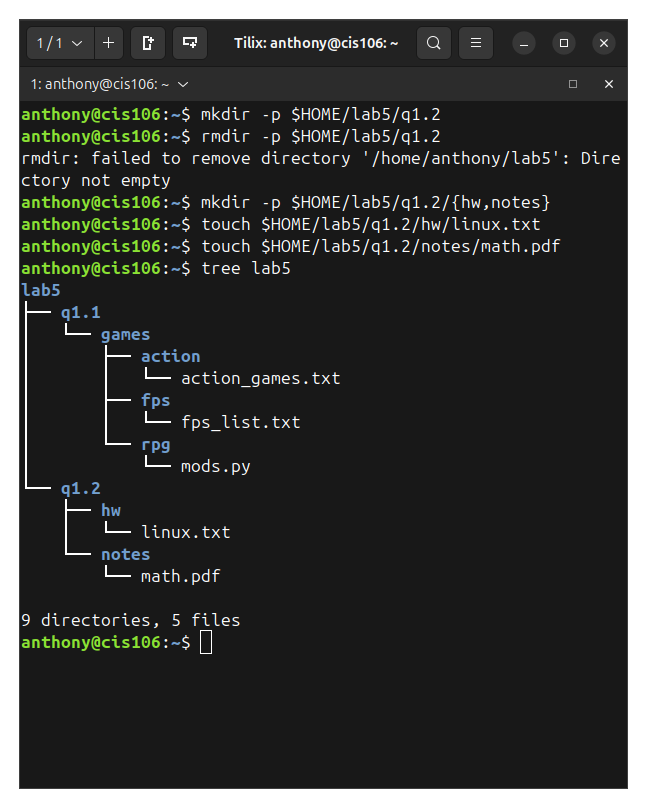 1 / 1
Tilix: anthony@cis106: ~
1: anthony@cis106: ~
anthony@cis106:~$ mkdir -p $HOME/lab5/q1.2
anthony@cis106:~$ rmdir -p $HOME/lab5/q1.2
rmdir: failed to remove directory '/home/anthony/lab5': Dire
ctory not empty
anthony@cis106:~$ mkdir -p $HOME/lab5/q1.2/{hw,notes}
anthony@cis106:~$ touch $HOME/lab5/q1.2/hw/linux.txt
anthony@cis106:~$ touch $HOME/lab5/q1.2/notes/math.pdf
anthony@cis106:~$ tree lab5
lab5
├── q1.1
│   └── games
│       ├── action
│       │   └── action_games.txt
│       ├── fps
│       │   └── fps_list.txt
│       └── rpg
│           └── mods.py
└── q1.2
    ├── hw
    │   └── linux.txt
    └── notes
        └── math.pdf
9 directories, 5 files
anthony@cis106:~$